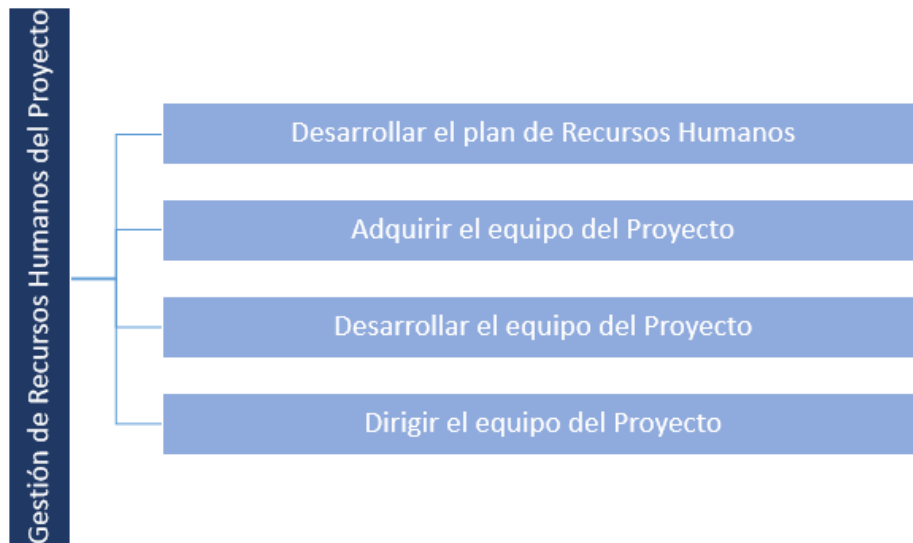 Gestión de Recursos Humanos del Proyecto
Desarrollar el plan de Recursos Humanos
Adquirir el equipo del Proyecto
Desarrollar el equipo del Proyecto
Dirigir el equipo del Proyecto